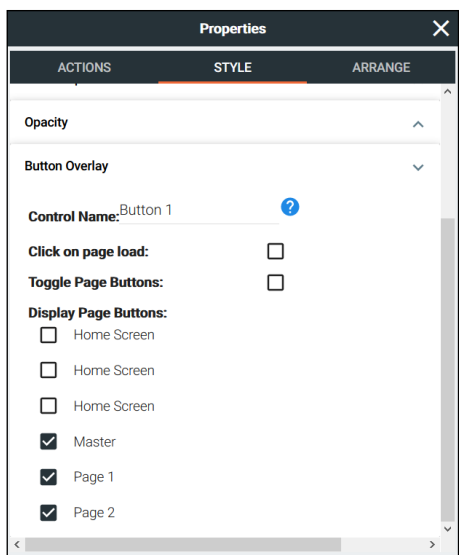 Properties
ACTIONS STYLE ARRANGE
Opacity
Button Overlay
Control Name: Button 1 ?
Click on page load:
Toggle Page Buttons:
Display Page Buttons:
Home Screen
Home Screen
Home Screen
Master
Page 1
Page 2